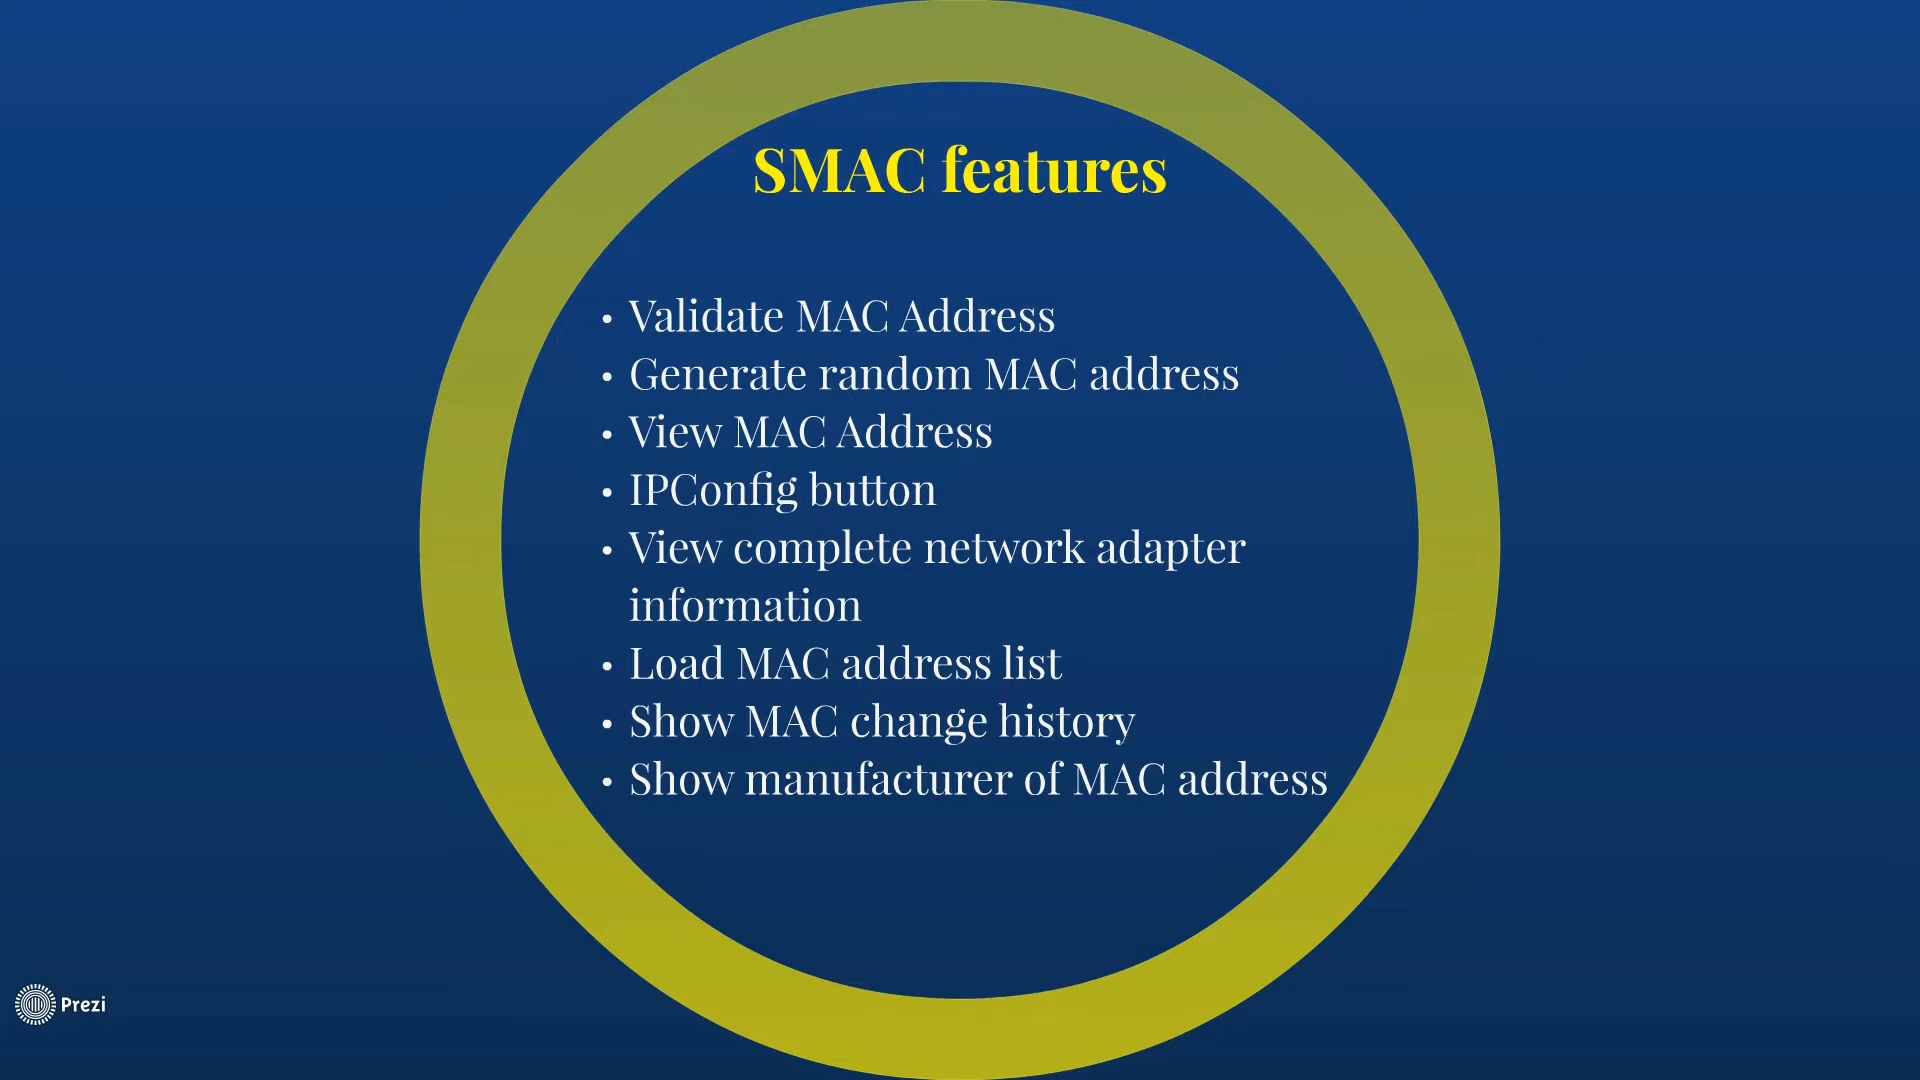 SMAC features
• Validate MAC Address
• Generate random MAC address
• View MAC Address
• IPConfig button
• View complete network adapter
information
• Load MAC address list
• Show MAC change history
• Show manufacturer of MAC address
Prezi